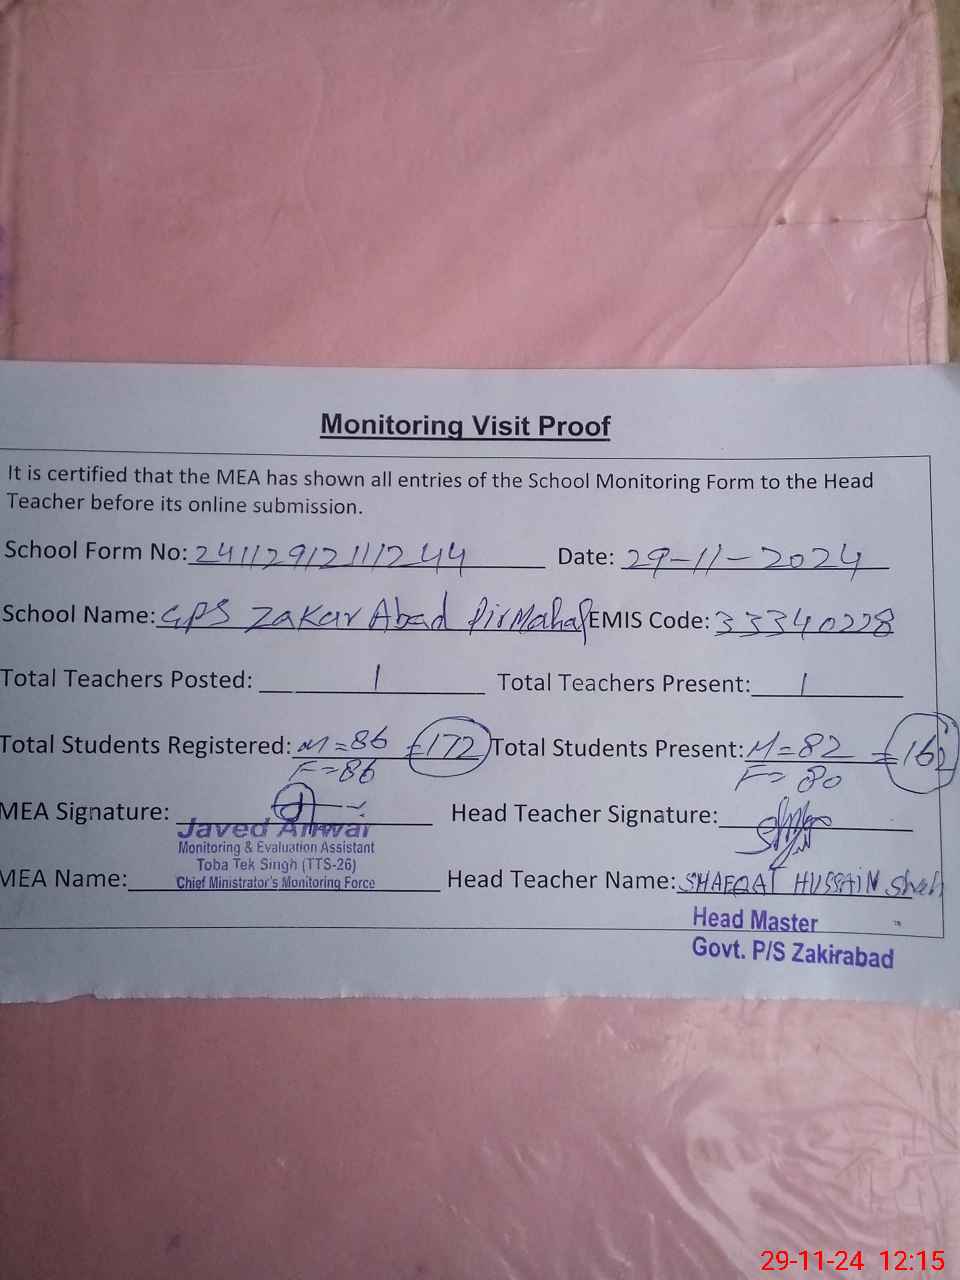 Monitoring Visit Proof
It is certified that the MEA has shown all entries of the School Monitoring Form to the Head
Teacher before its online submission.
School Form No: 24112912111244 Date: 29-11-2024
School Name: GPS Zakar Abad Pir Mahal EMIS Code: 33340228
Total Teachers Posted: 1 Total Teachers Present: 1
Total Students Registered: M=86 =172 Total Students Present: M=82 =162
F=86 F=80
MEA Signature: Head Teacher Signature:
Javed Anwar
Monitoring & Evaluation Assistant
Toba Tek Singh (TTS-26)
MEA Name: Chief Ministrator's Monitoring Force Head Teacher Name: SHAFQAT HUSSAIN Shah
Head Master
Govt. P/S Zakirabad
29-11-24 12:15